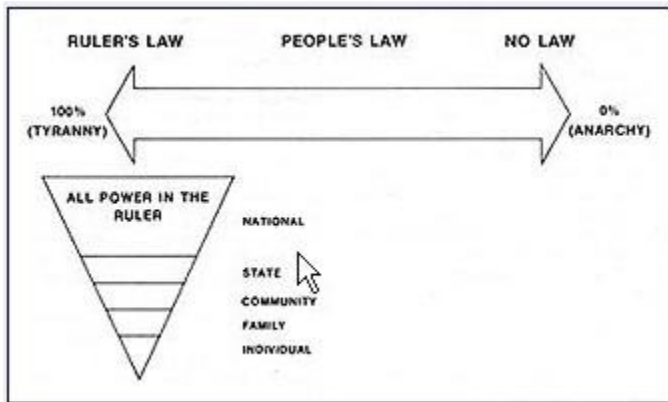 RULER'S LAW PEOPLE'S LAW NO LAW
100%
(TYRANNY)
0%
(ANARCHY)
ALL POWER IN THE
RULER
NATIONAL
STATE
COMMUNITY
FAMILY
INDIVIDUAL